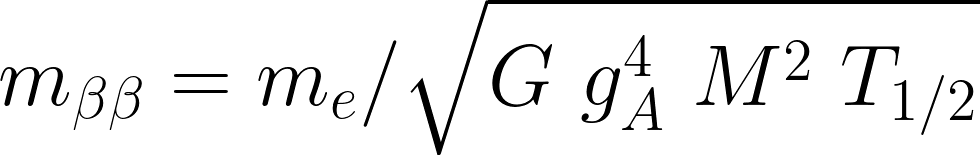 $m_{\beta\beta} = m_e / \sqrt{G \ g_A^4 \ M^2 \ T_{1/2}}$